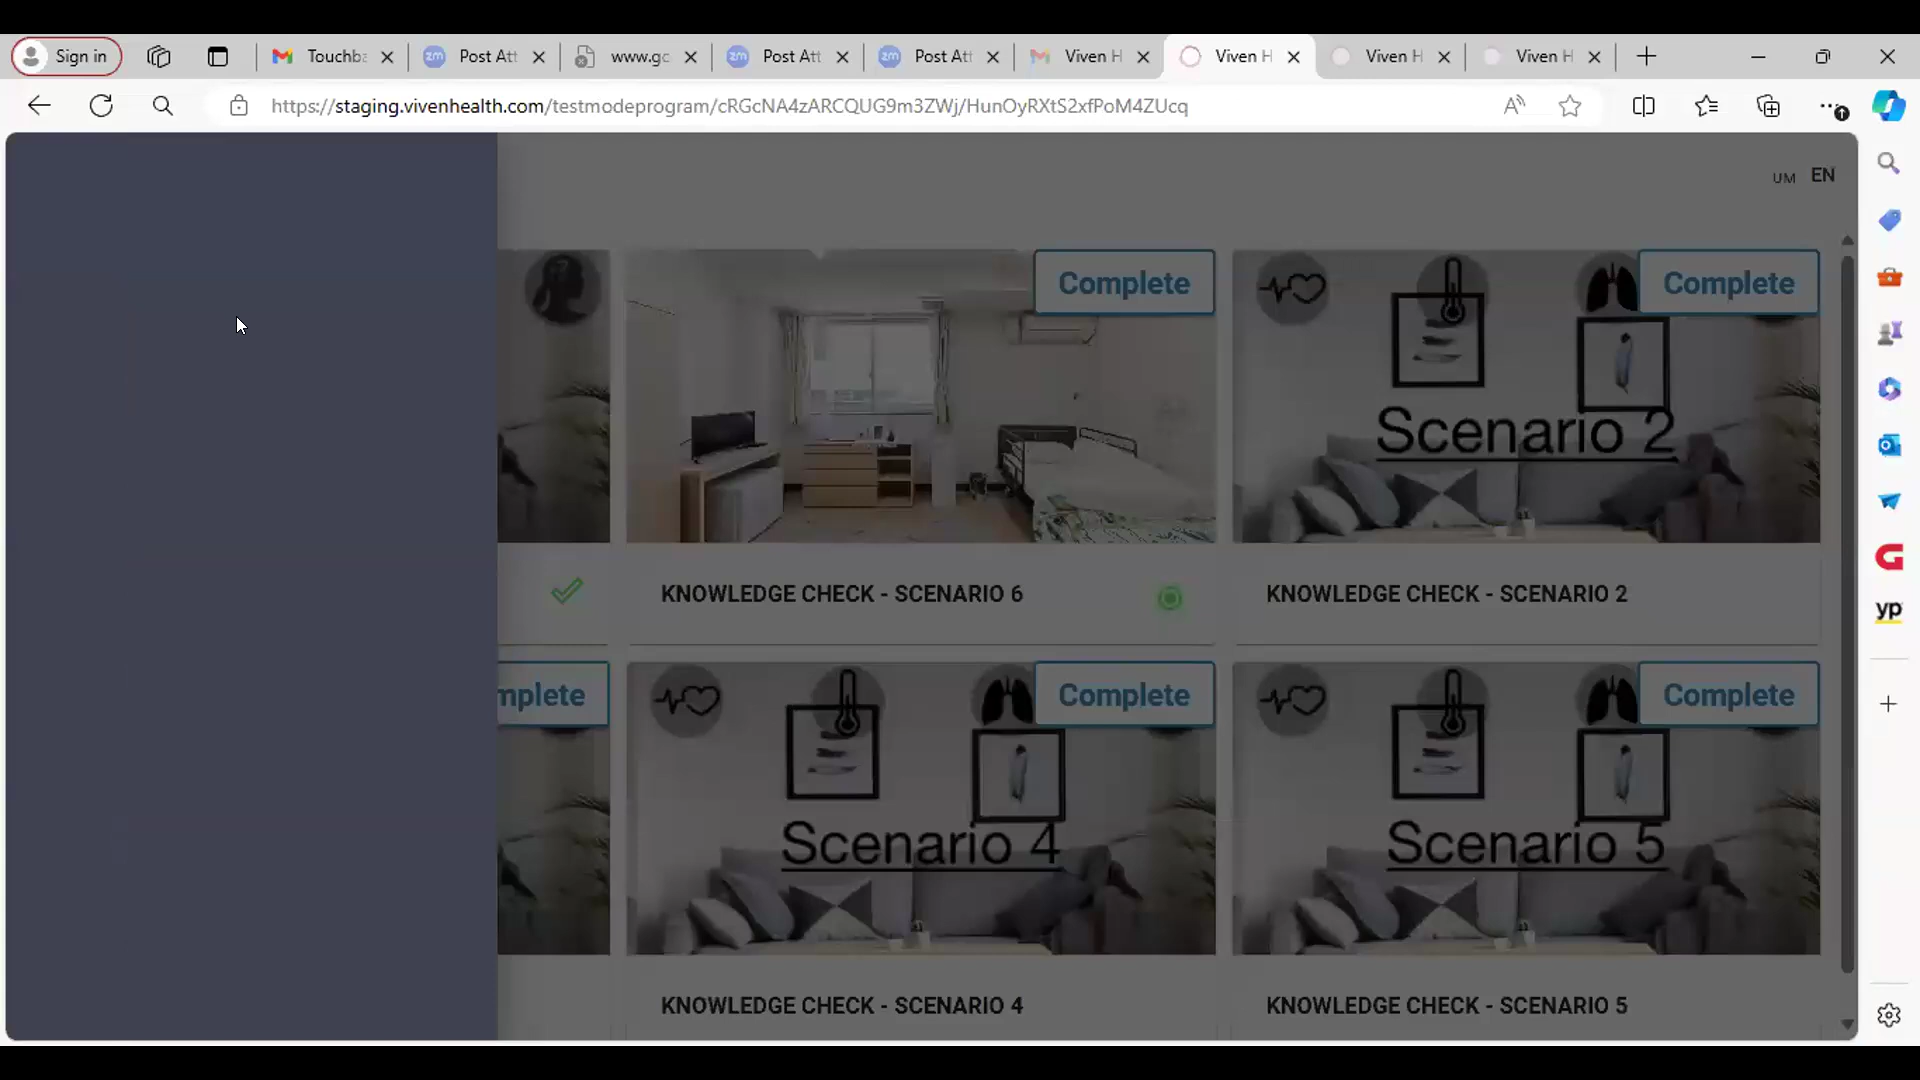 Sign in
Touchba
Post Att
www.gc
Post Att
Post Att
Viven H
Viven H
Viven H
Viven H
https://staging.vivenhealth.com/testmodeprogram/cRGcNA4zARCQUG9m3ZWj/HunOyRXtS2xfPoM4ZUcq
UM EN
Complete
Complete
Scenario 2
KNOWLEDGE CHECK - SCENARIO 6
KNOWLEDGE CHECK - SCENARIO 2
mplete
Complete
Complete
Scenario 4
Scenario 5
KNOWLEDGE CHECK - SCENARIO 4
KNOWLEDGE CHECK - SCENARIO 5
yp